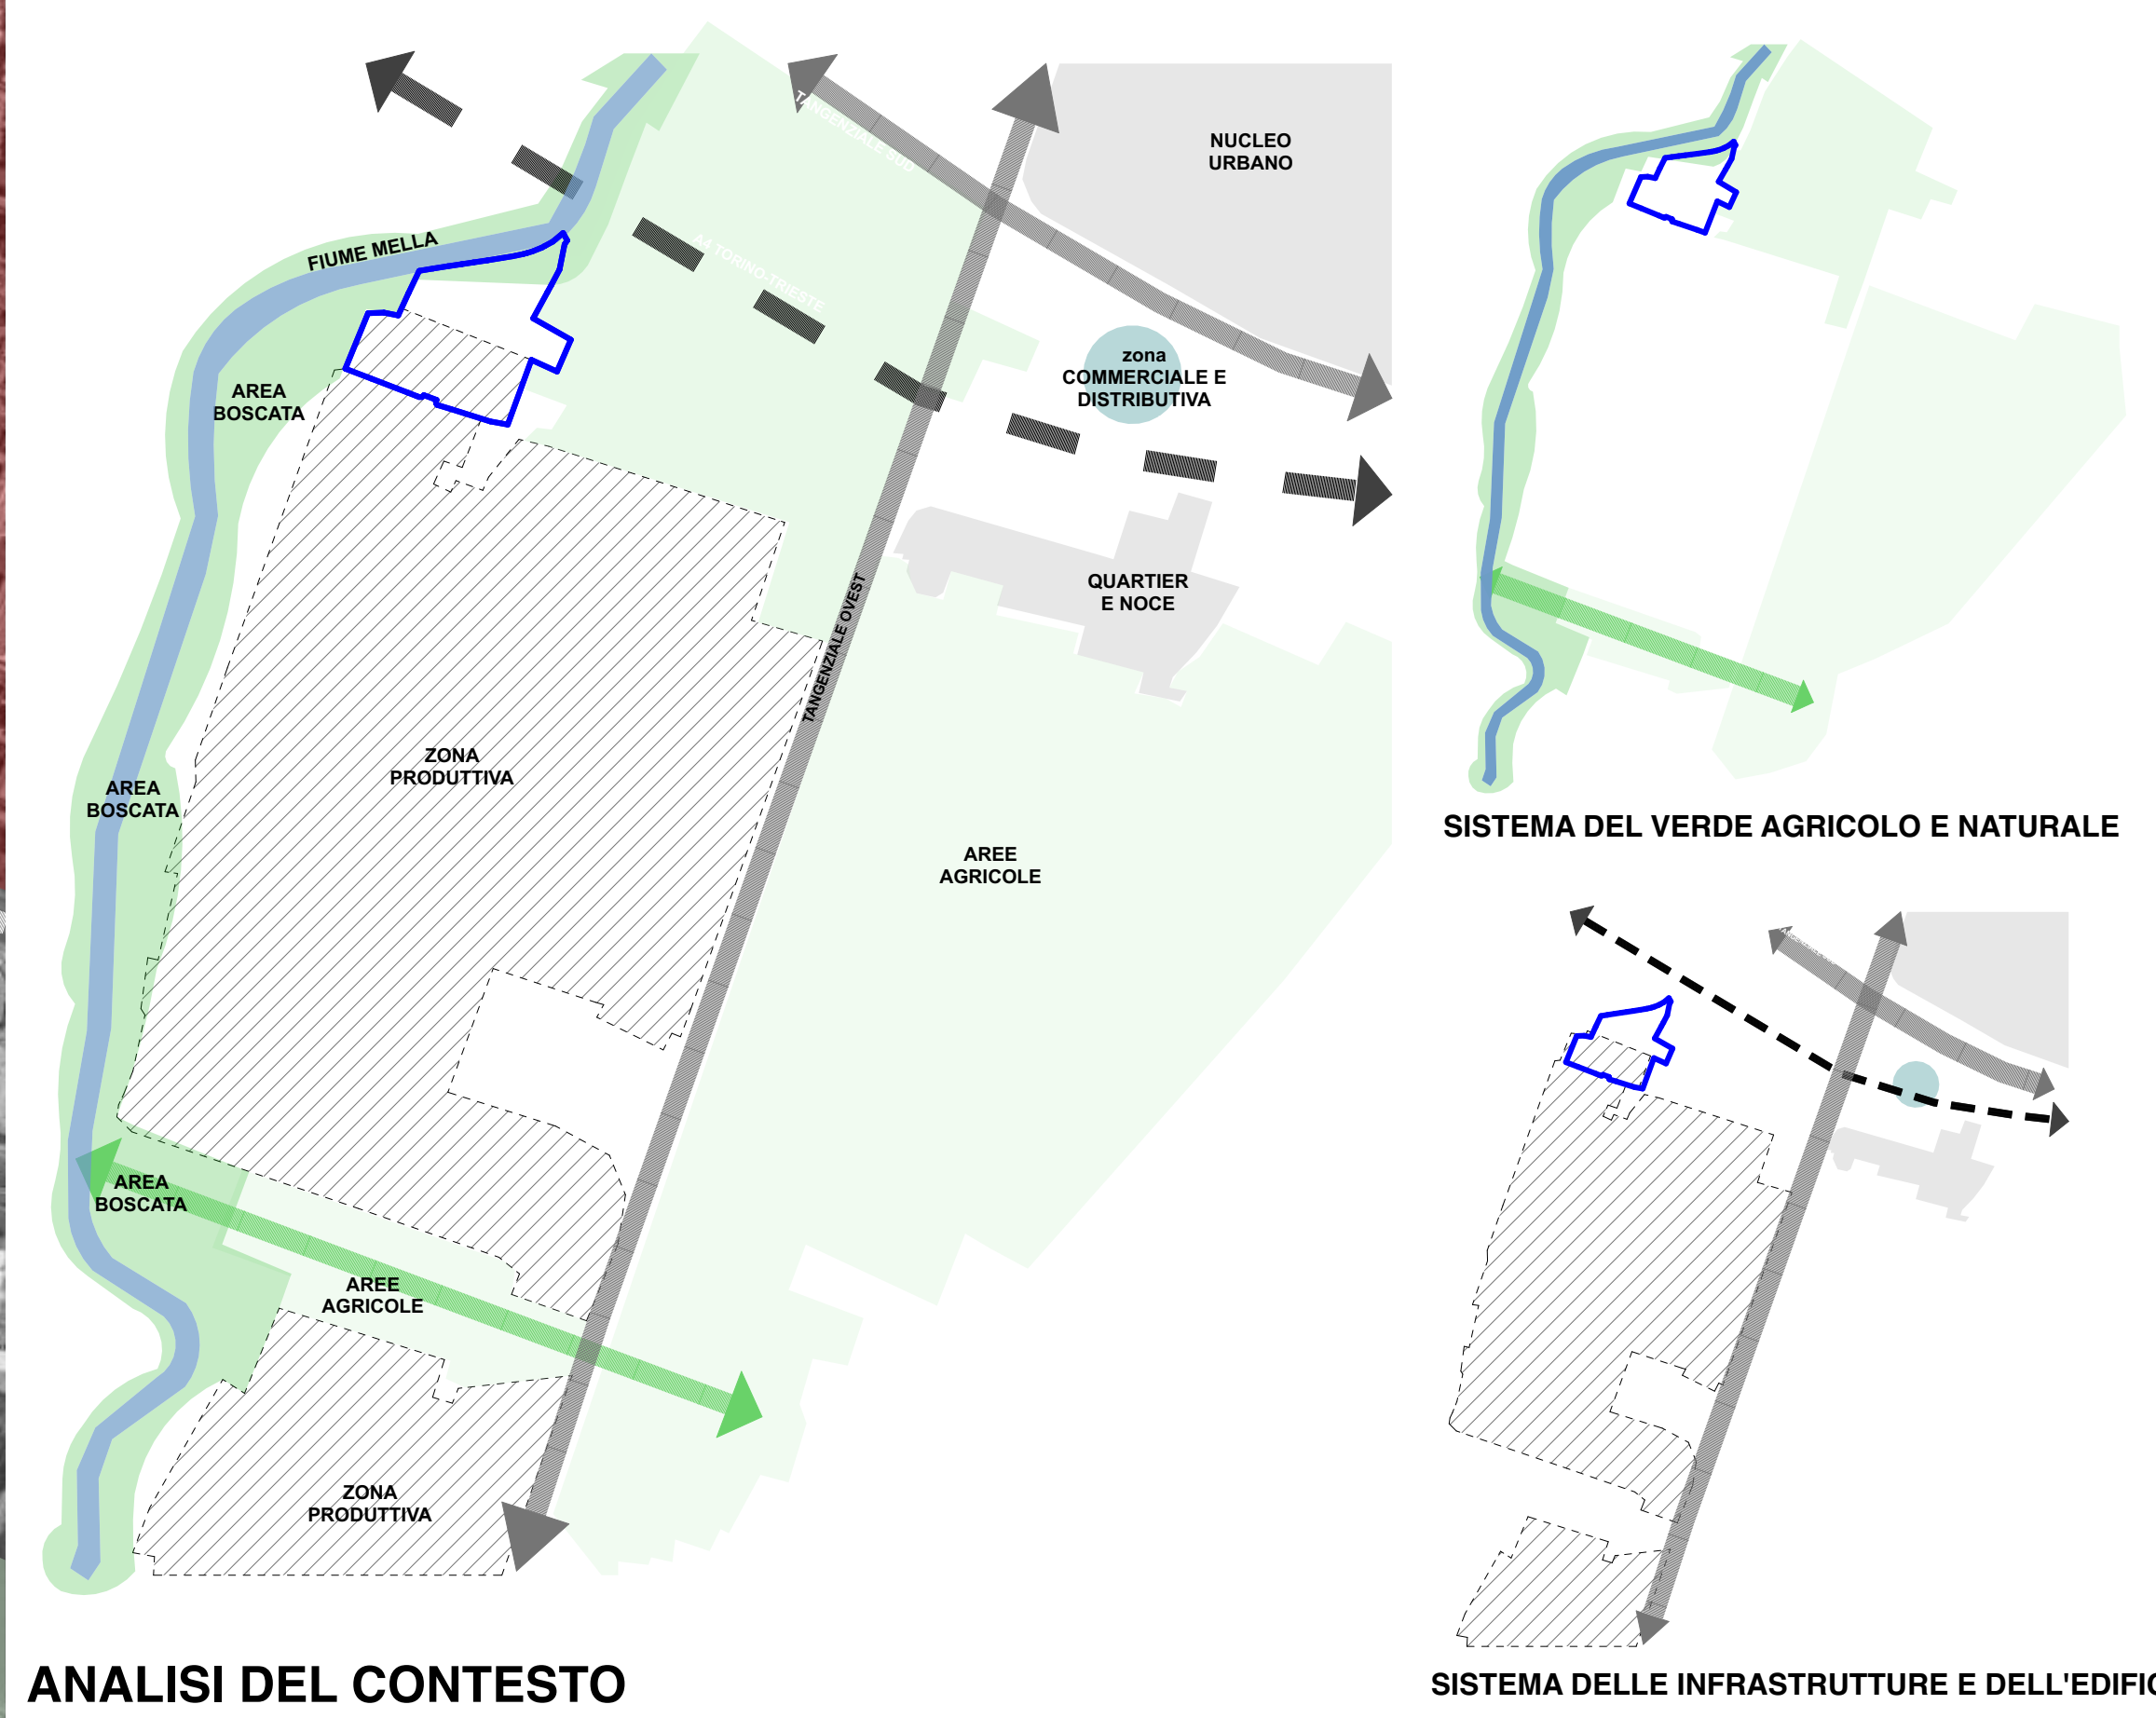 TANGENZIALE SUD
NUCLEO
URBANO
FIUME MELLA
A4 TORINO-TRIESTE
zona
COMMERCIALE E
DISTRIBUTIVA
AREA
BOSCATA
QUARTIER
E NOCE
TANGENZIALE OVEST
ZONA
PRODUTTIVA
AREA
BOSCATA
AREE
AGRICOLE
AREA
BOSCATA
AREE
AGRICOLE
ZONA
PRODUTTIVA
ANALISI DEL CONTESTO
SISTEMA DEL VERDE AGRICOLO E NATURALE
SISTEMA DELLE INFRASTRUTTURE E DELL'EDIFIC